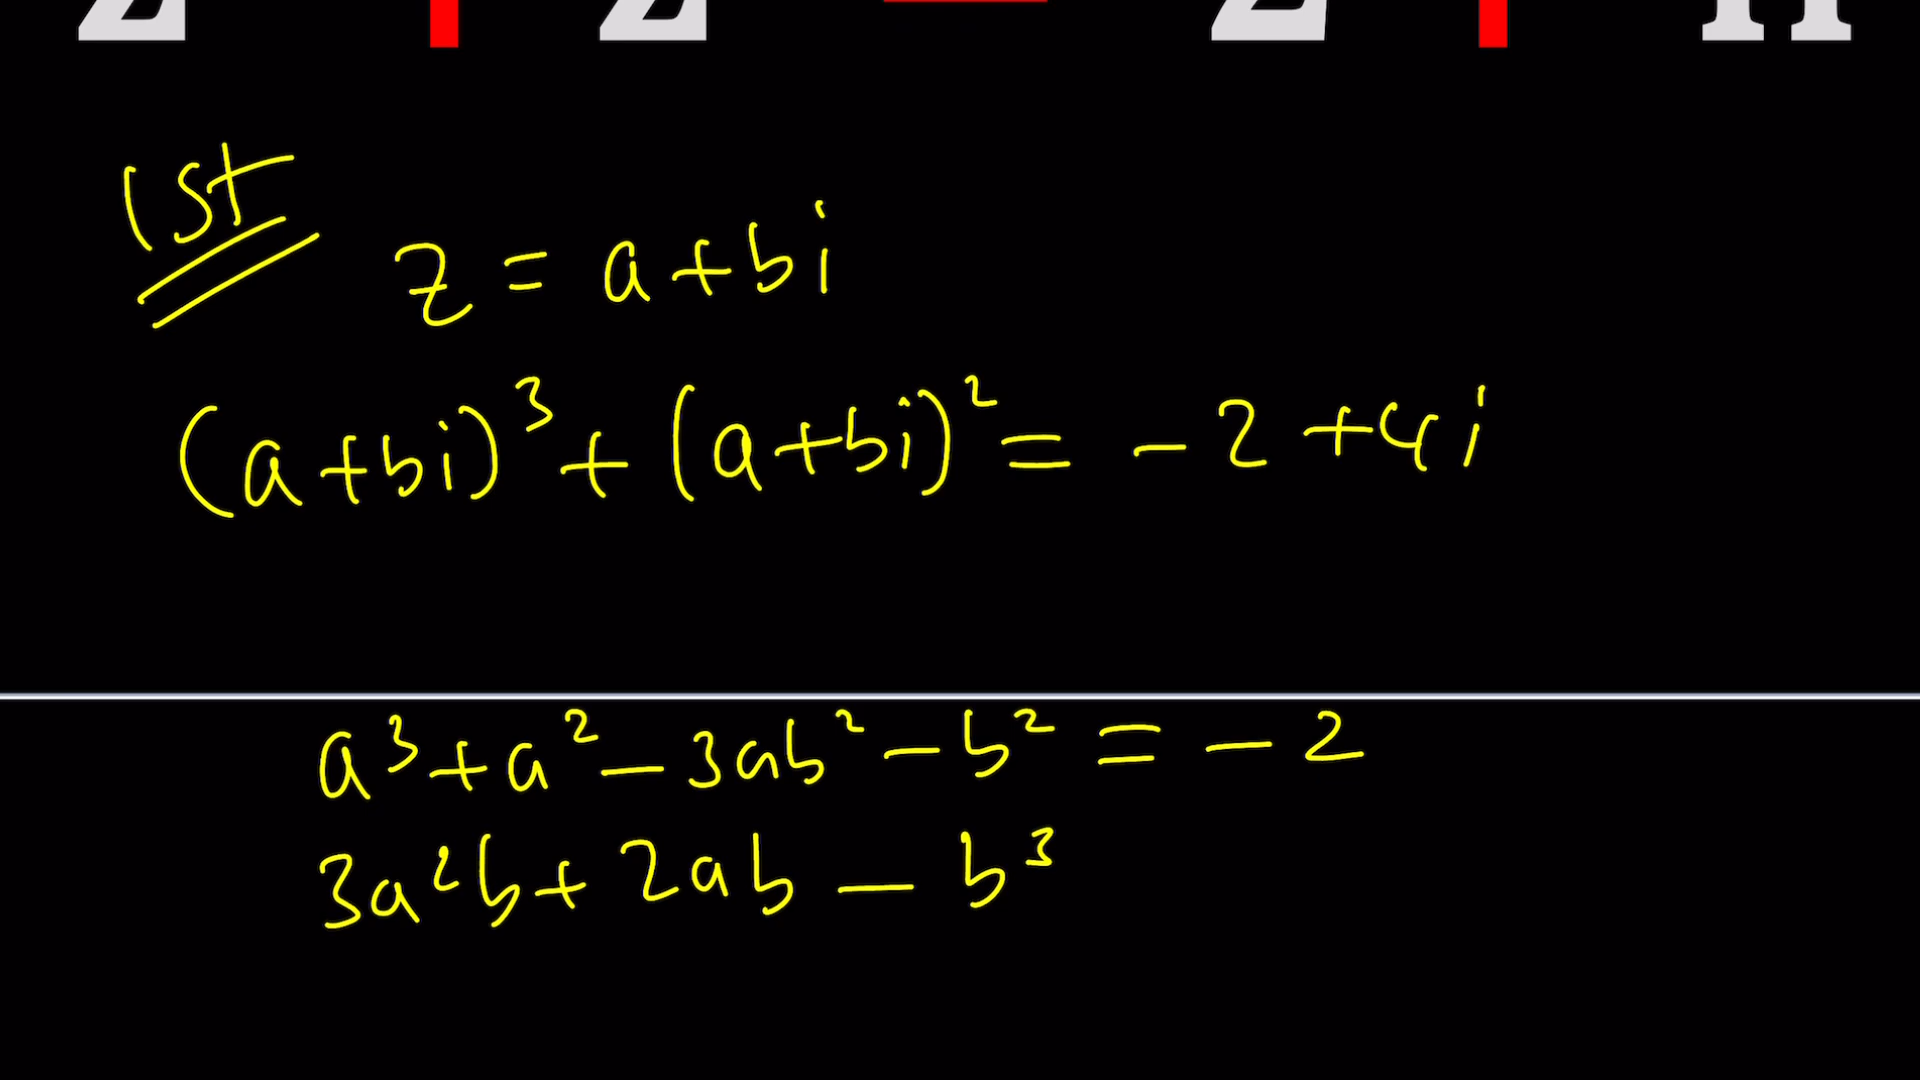 1st
z = a + bi
(a + bi)³ + (a + bi)² = -2 + 4i
a³ + a² - 3ab² - b² = -2
3a²b + 2ab - b³